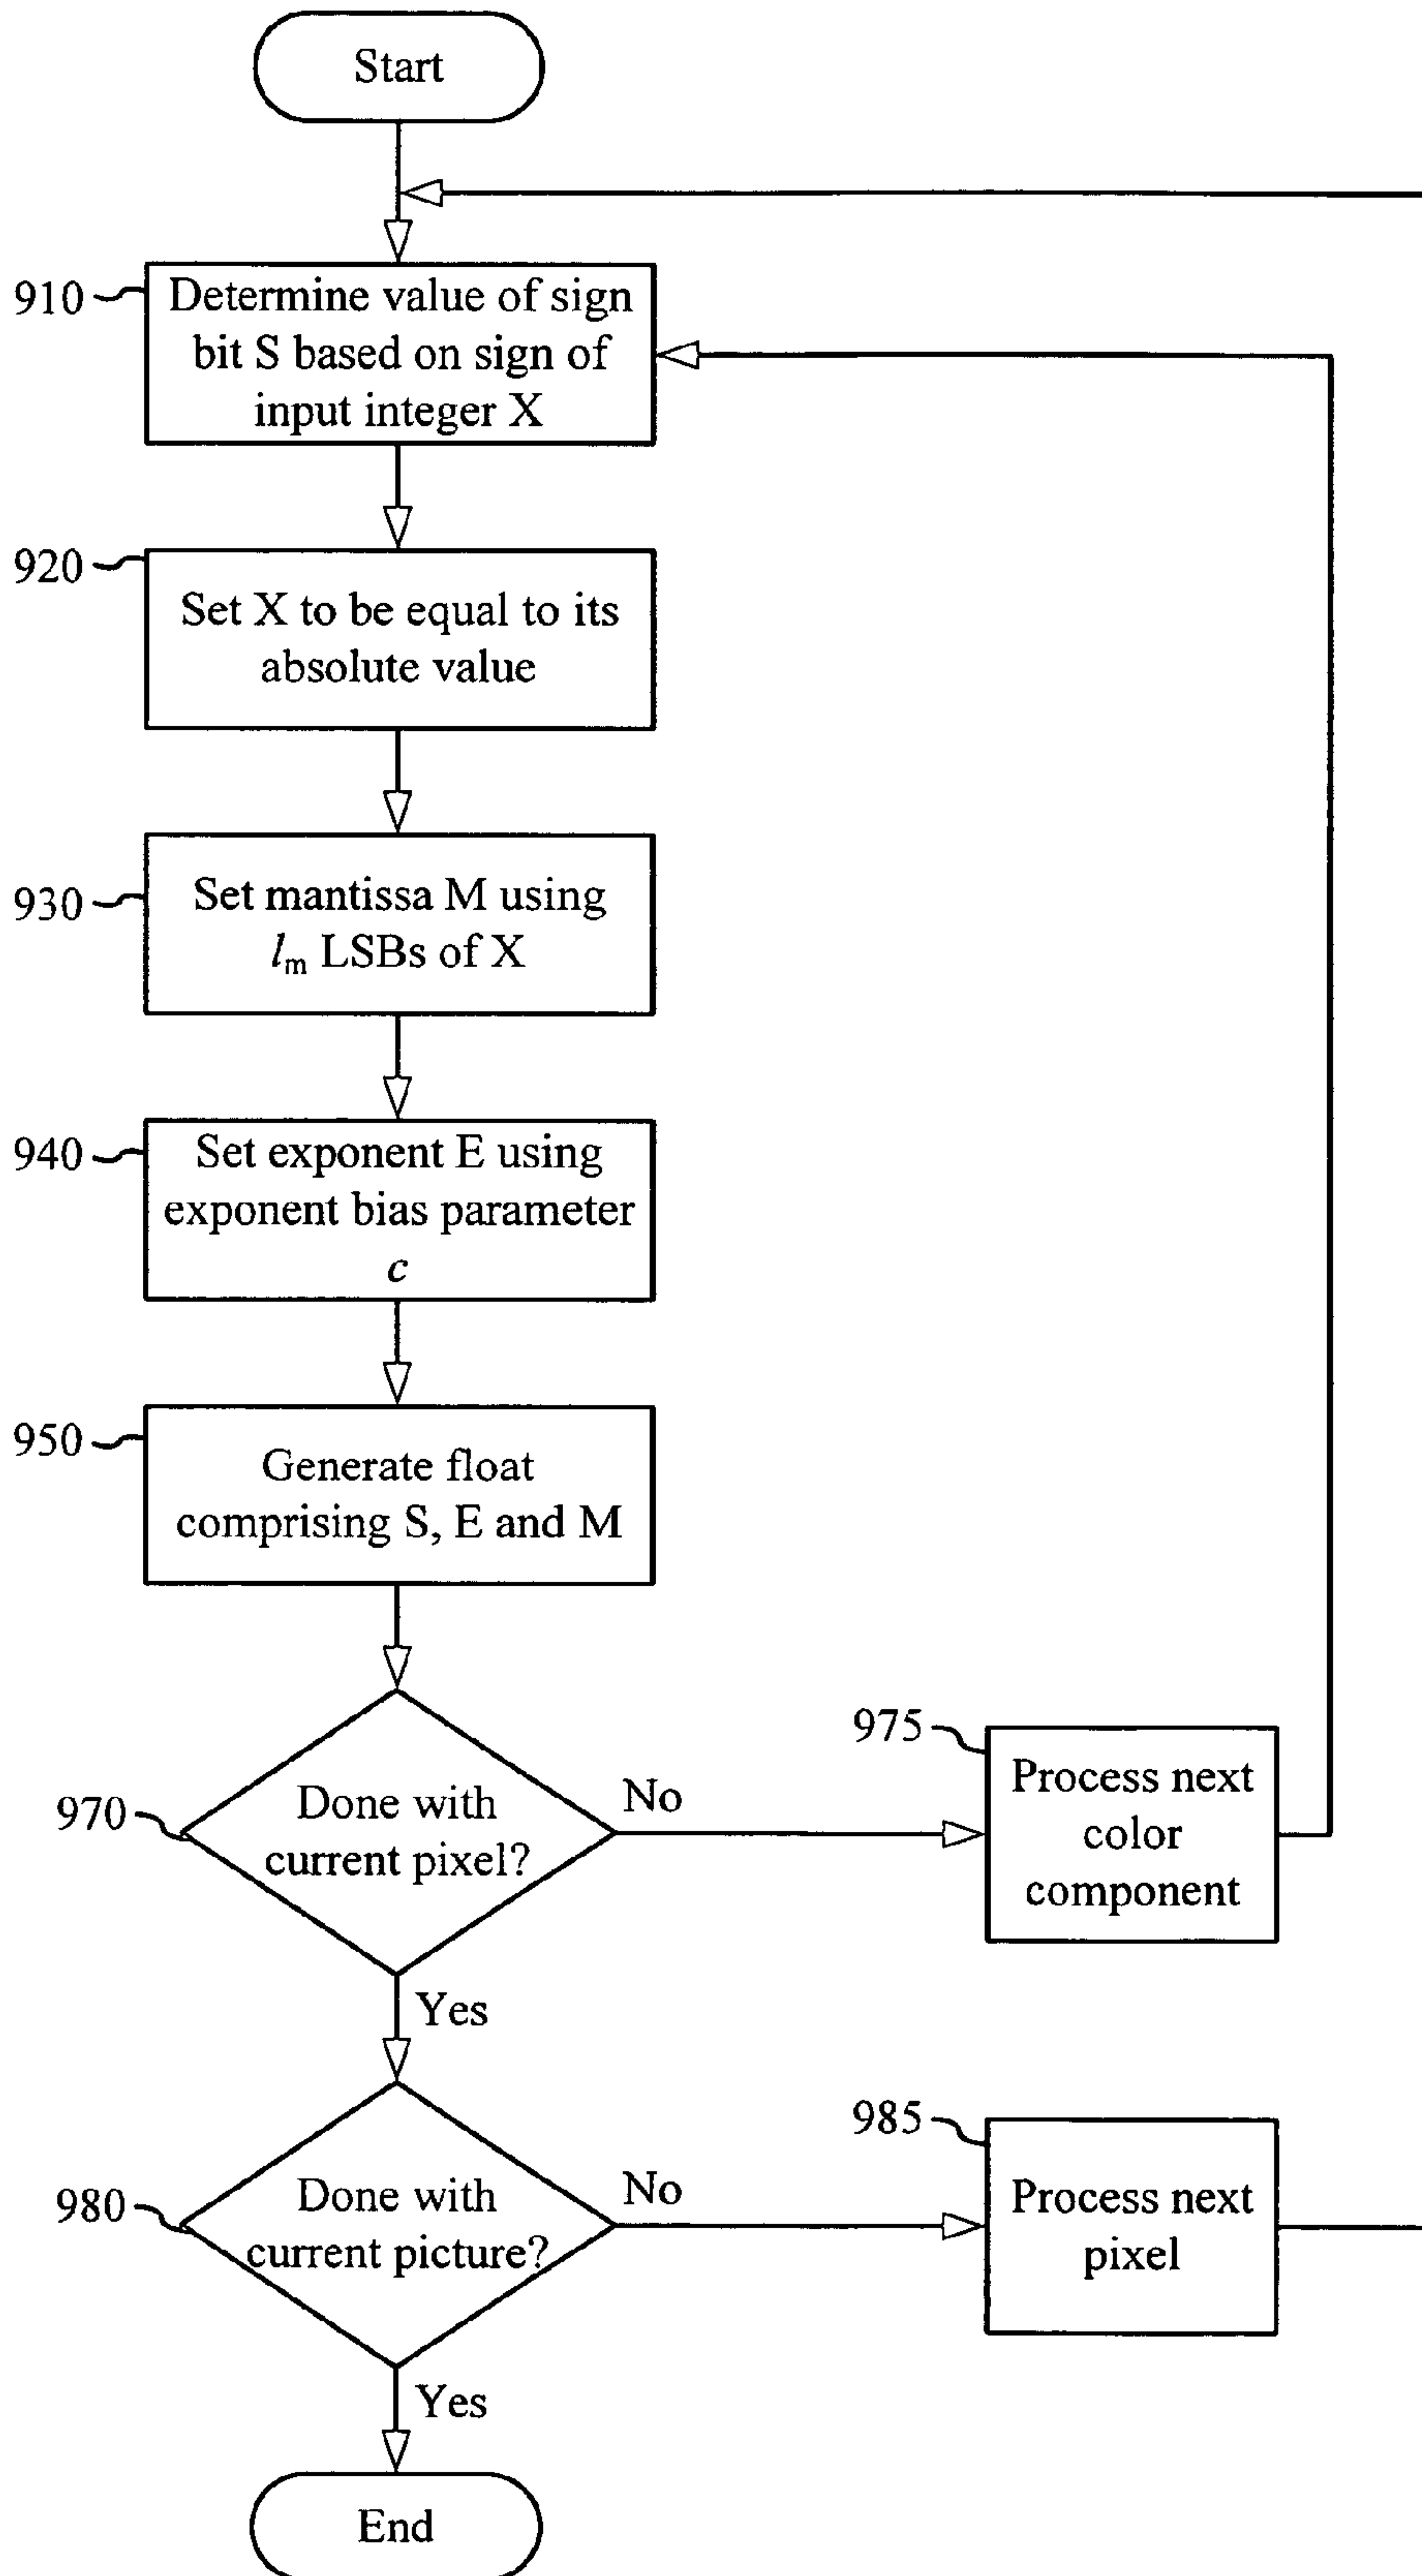 Start
910
Determine value of sign
bit S based on sign of
input integer X
920
Set X to be equal to its
absolute value
930
Set mantissa M using
lm LSBs of X
940
Set exponent E using
exponent bias parameter
c
950
Generate float
comprising S, E and M
970
Done with
current pixel?
No
975
Process next
color
component
Yes
980
Done with
current picture?
No
985
Process next
pixel
Yes
End